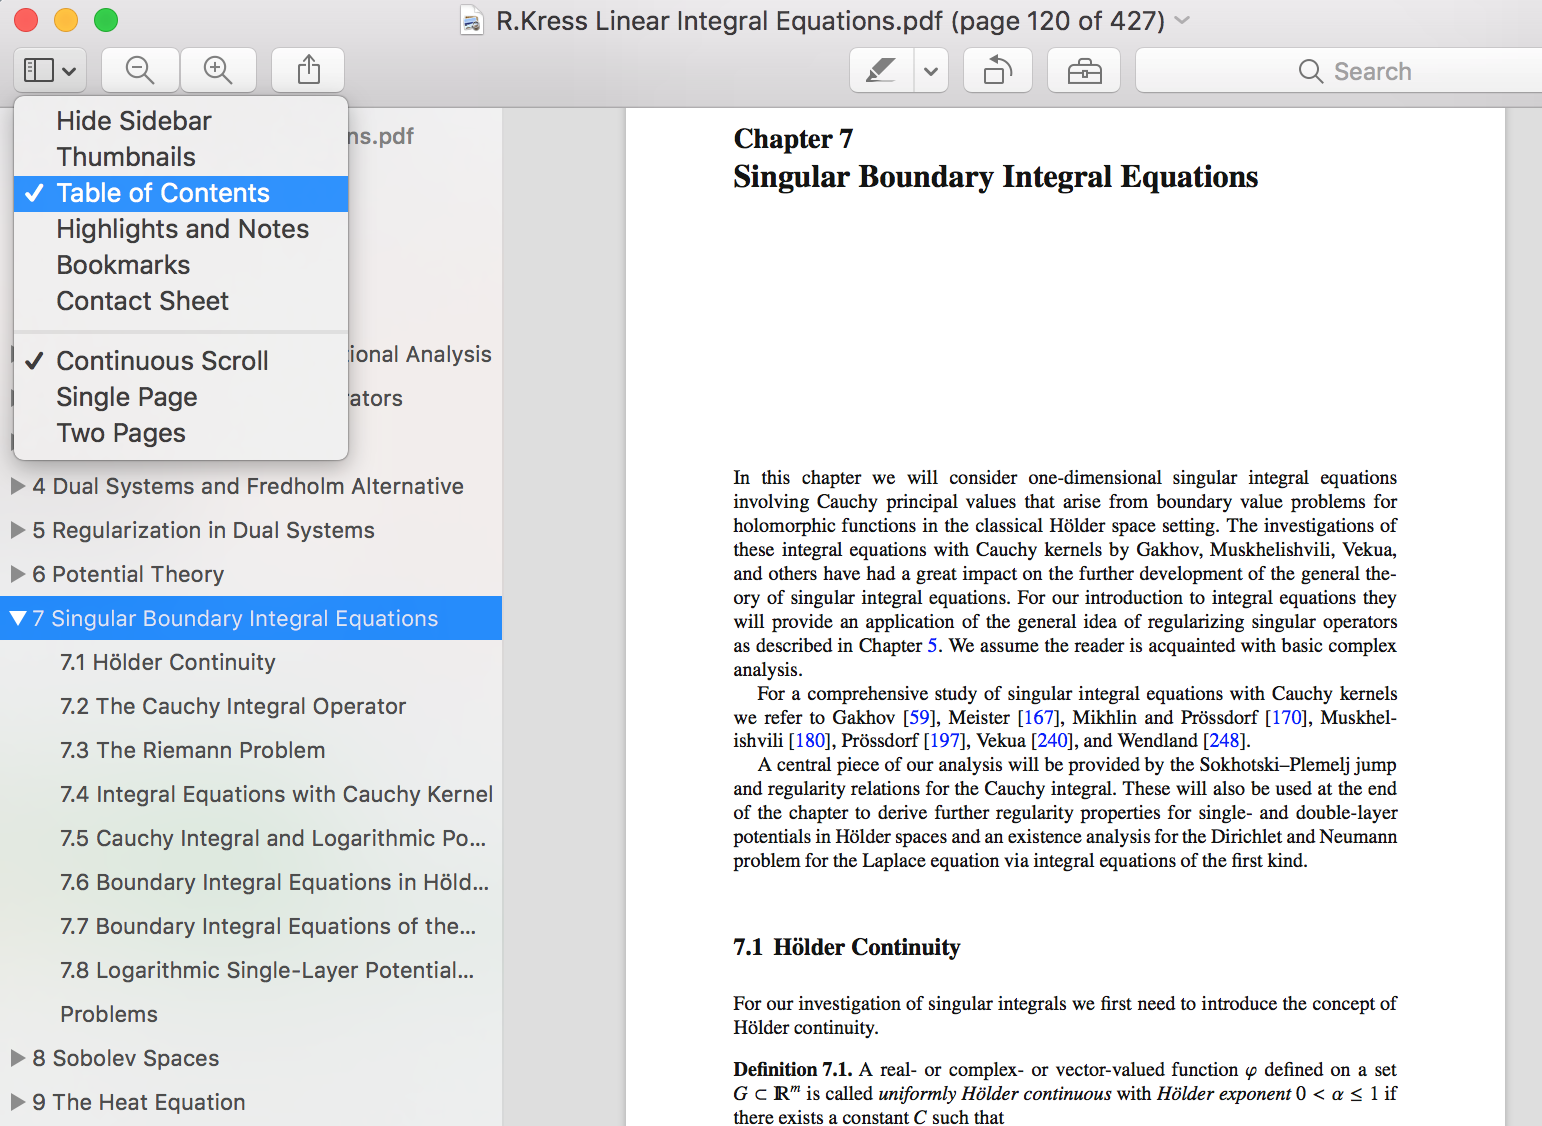 R.Kress Linear Integral Equations.pdf (page 120 of 427)
Search
Hide Sidebar
Thumbnails
✓ Table of Contents
Highlights and Notes
Bookmarks
Contact Sheet
✓ Continuous Scroll
Single Page
Two Pages
ns.pdf
ional Analysis
ators
4 Dual Systems and Fredholm Alternative
5 Regularization in Dual Systems
6 Potential Theory
7 Singular Boundary Integral Equations
7.1 Hölder Continuity
7.2 The Cauchy Integral Operator
7.3 The Riemann Problem
7.4 Integral Equations with Cauchy Kernel
7.5 Cauchy Integral and Logarithmic Po...
7.6 Boundary Integral Equations in Höld...
7.7 Boundary Integral Equations of the...
7.8 Logarithmic Single-Layer Potential...
Problems
8 Sobolev Spaces
9 The Heat Equation
Chapter 7
Singular Boundary Integral Equations
In this chapter we will consider one-dimensional singular integral equations
involving Cauchy principal values that arise from boundary value problems for
holomorphic functions in the classical Hölder space setting. The investigations of
these integral equations with Cauchy kernels by Gakhov, Muskhelishvili, Vekua,
and others have had a great impact on the further development of the general the-
ory of singular integral equations. For our introduction to integral equations they
will provide an application of the general idea of regularizing singular operators
as described in Chapter 5. We assume the reader is acquainted with basic complex
analysis.
For a comprehensive study of singular integral equations with Cauchy kernels
we refer to Gakhov [59], Meister [167], Mikhlin and Prössdorf [170], Muskhel-
ishvili [180], Prössdorf [197], Vekua [240], and Wendland [248].
A central piece of our analysis will be provided by the Sokhotski–Plemelj jump
and regularity relations for the Cauchy integral. These will also be used at the end
of the chapter to derive further regularity properties for single- and double-layer
potentials in Hölder spaces and an existence analysis for the Dirichlet and Neumann
problem for the Laplace equation via integral equations of the first kind.
7.1 Hölder Continuity
For our investigation of singular integrals we first need to introduce the concept of
Hölder continuity.
Definition 7.1. A real- or complex- or vector-valued function φ defined on a set
G ⊂ ℝᵐ is called uniformly Hölder continuous with Hölder exponent 0 < α ≤ 1 if
there exists a constant C such that